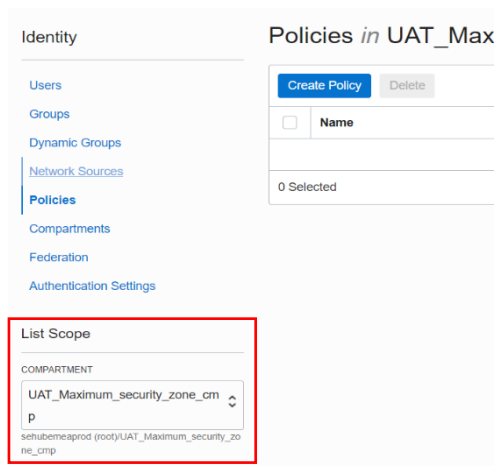 Identity
Users
Groups
Dynamic Groups
Network Sources
Policies
Compartments
Federation
Authentication Settings
List Scope
COMPARTMENT
UAT_Maximum_security_zone_cm
p
sehubemeaprod (root)/UAT_Maximum_security_zo
ne_cmp
Policies in UAT_Max
Create Policy Delete
Name
0 Selected